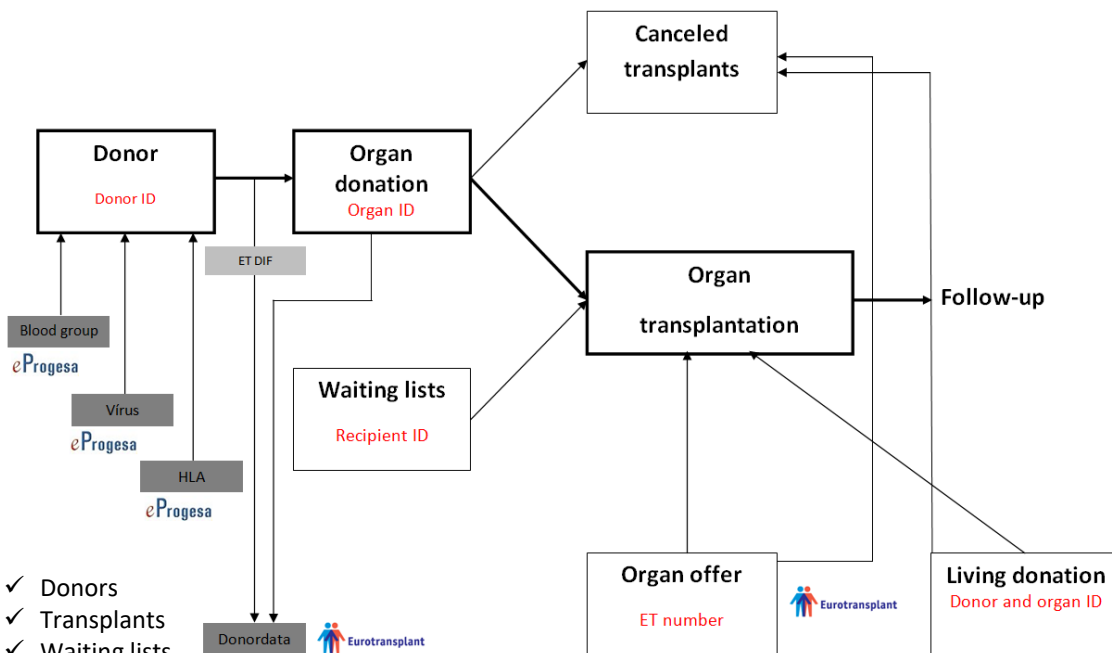 Canceled
transplants
Donor
Donor ID
Organ
donation
Organ ID
ET DIF
Organ
transplantation
Follow-up
Blood group
eProgesa
Vírus
eProgesa
HLA
eProgesa
Waiting lists
Recipient ID
Organ offer
ET number
Eurotransplant
Living donation
Donor and organ ID
✓ Donors
✓ Transplants
✓ Waiting lists
Donordata
Eurotransplant